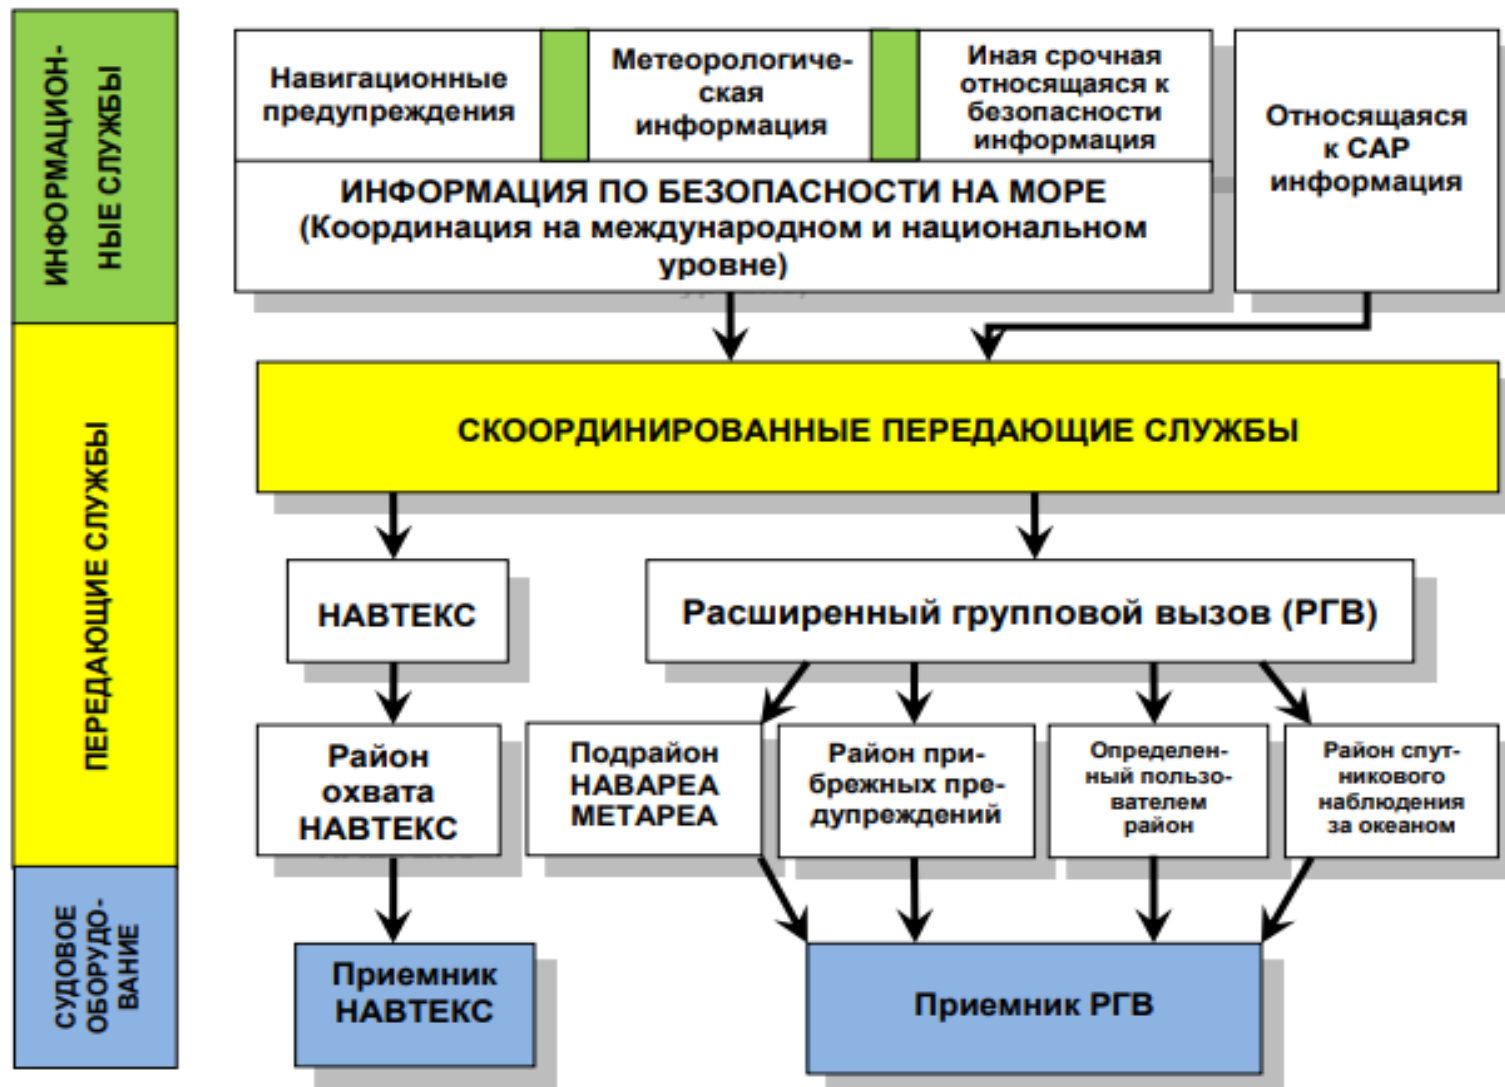 ИНФОРМАЦИОН-
НЫЕ СЛУЖБЫ
Навигационные
предупреждения
Метеорологиче-
ская
информация
Иная срочная
относящаяся к
безопасности
информация
Относящаяся
к САР
информация
ИНФОРМАЦИЯ ПО БЕЗОПАСНОСТИ НА МОРЕ
(Координация на международном и национальном
уровне)
ПЕРЕДАЮЩИЕ СЛУЖБЫ
СКООРДИНИРОВАННЫЕ ПЕРЕДАЮЩИЕ СЛУЖБЫ
НАВТЕКС
Расширенный групповой вызов (РГВ)
Район
охвата
НАВТЕКС
Подрайон
НАВАРЕА
МЕТАРЕА
Район при-
брежных пре-
дупреждений
Определен-
ный пользо-
вателем
район
Район спут-
никового
наблюдения
за океаном
СУДОВОЕ
ОБОРУДО-
ВАНИЕ
Приемник
НАВТЕКС
Приемник РГВ